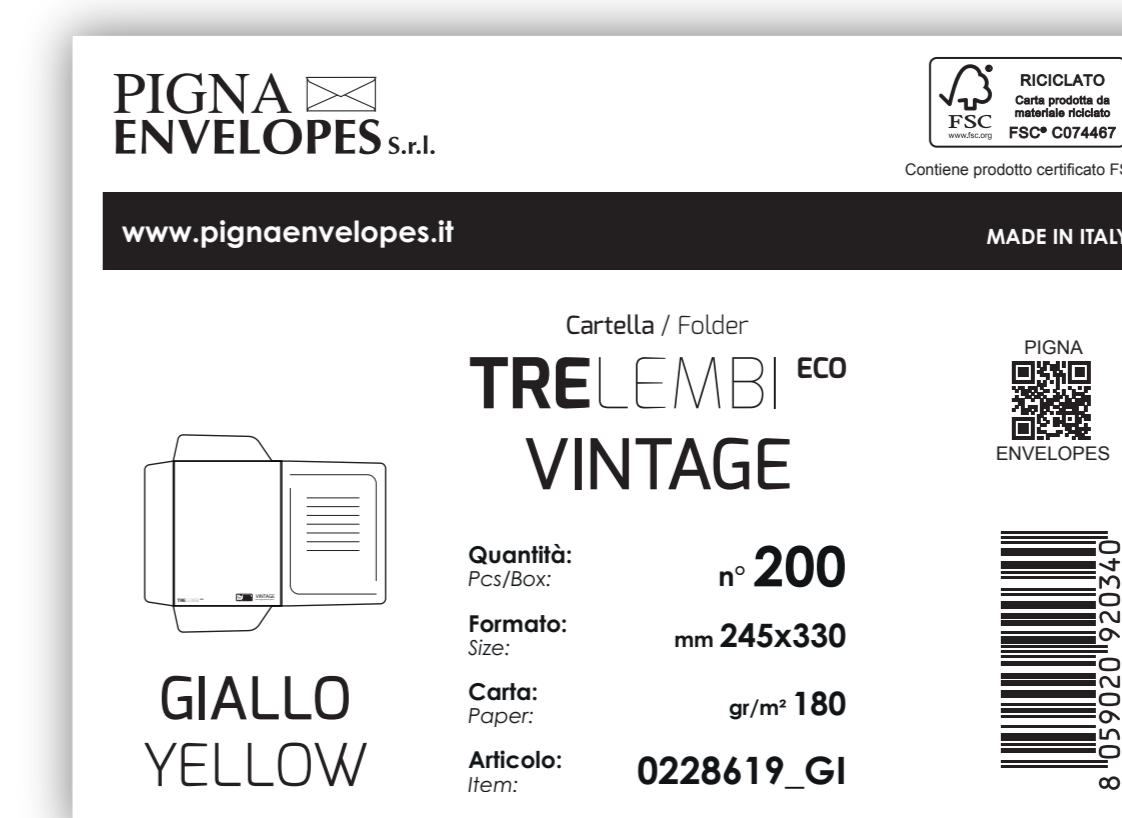 PIGNA
ENVELOPES S.r.l.
FSC
www.fsc.org
RICICLATO
Carta prodotta da
materiale riciclato
FSC® C074467
Contiene prodotto certificato FS
www.pignaenvelopes.it
MADE IN ITALY
Cartella / Folder
TRELEMBI ECO
VINTAGE
PIGNA
ENVELOPES
VINTAGE
GIALLO
YELLOW
Quantità:
Pcs/Box:
n° 200
Formato:
Size:
mm 245x330
Carta:
Paper:
gr/m² 180
Articolo:
Item:
0228619_GI
8 059020 920340